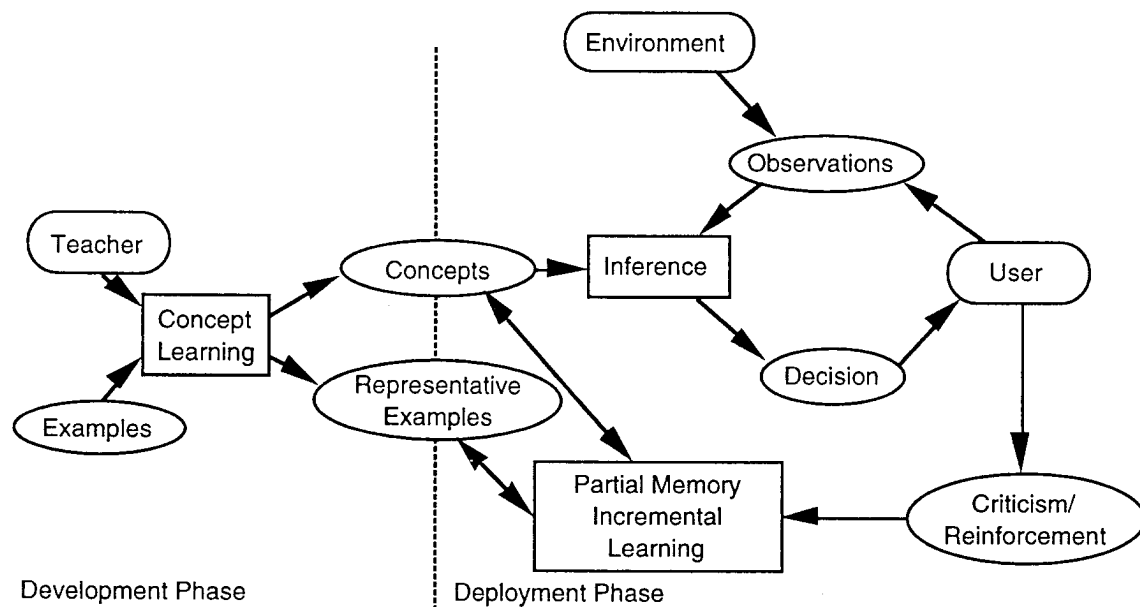 Environment
Observations
Teacher
Concepts
Inference
User
Concept
Learning
Representative
Examples
Decision
Examples
Partial Memory
Incremental
Learning
Criticism/
Reinforcement
Development Phase
Deployment Phase